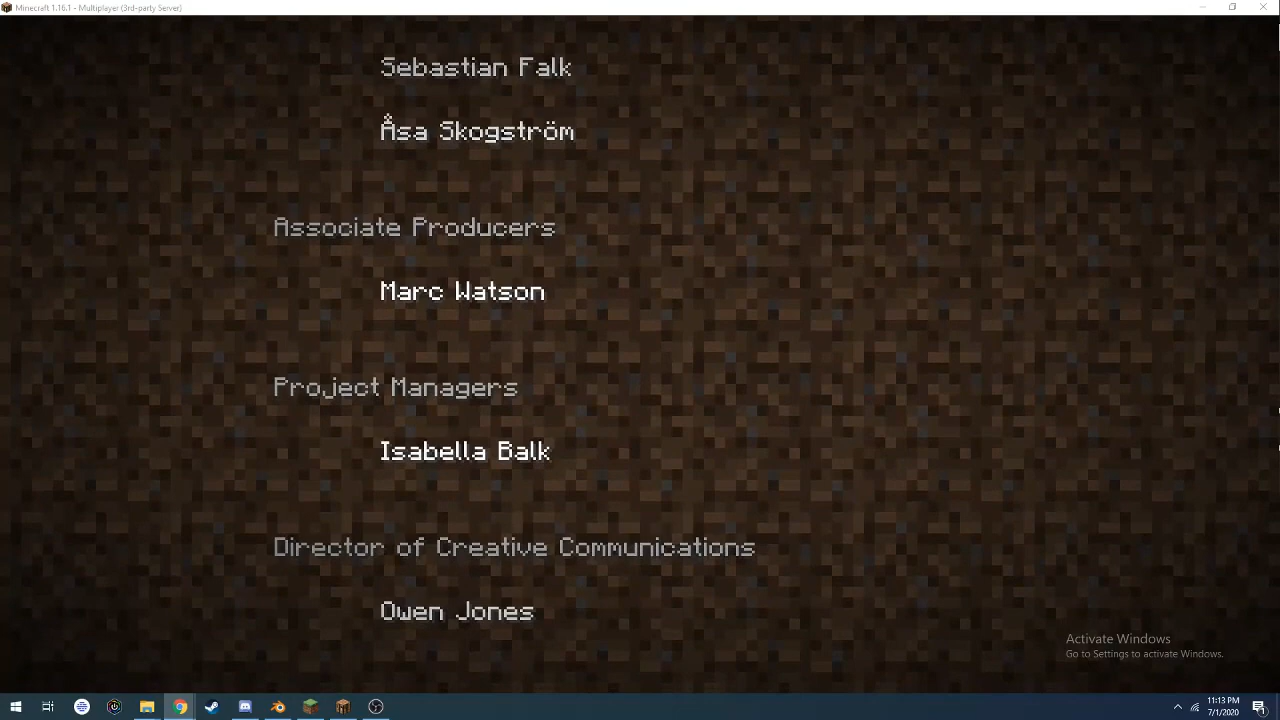 Minecraft 1.16.1 - Multiplayer (3rd-party Server)
Sebastian Falk
Åsa Skogström
Associate Producers
Marc Watson
Project Managers
Isabella Balk
Director of Creative Communications
Owen Jones
Activate Windows
Go to Settings to activate Windows.
11:13 PM
7/1/2020
1